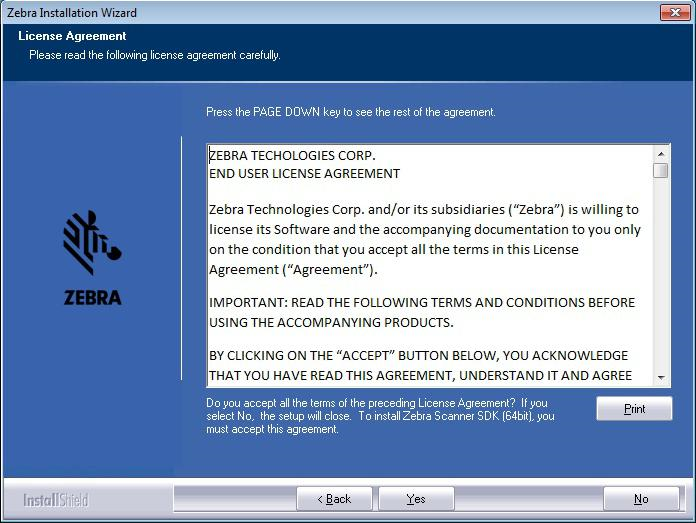 Zebra Installation Wizard
License Agreement
Please read the following license agreement carefully.
Press the PAGE DOWN key to see the rest of the agreement.
ZEBRA TECHOLOGIES CORP.
END USER LICENSE AGREEMENT
Zebra Technologies Corp. and/or its subsidiaries (“Zebra”) is willing to
license its Software and the accompanying documentation to you only
on the condition that you accept all the terms in this License
Agreement (“Agreement”).
IMPORTANT: READ THE FOLLOWING TERMS AND CONDITIONS BEFORE
USING THE ACCOMPANYING PRODUCTS.
BY CLICKING ON THE “ACCEPT” BUTTON BELOW, YOU ACKNOWLEDGE
THAT YOU HAVE READ THIS AGREEMENT, UNDERSTAND IT AND AGREE
ZEBRA
Do you accept all the terms of the preceding License Agreement? If you
select No, the setup will close. To install Zebra Scanner SDK (64bit), you
must accept this agreement.
Print
InstallShield
< Back
Yes
No